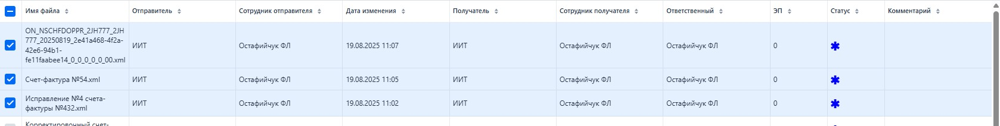 Имя файла Отправитель Сотрудник отправителя Дата изменения Получатель Сотрудник получателя Ответственный ЭП Статус Комментарий
ON_NSCHFDOPPR_2JH777_2JH
777_20250819_2e41a468-4f2a-
42e6-94b1-
fe11faabee14_0_0_0_0_0_00.xml
ИИТ Остафийчук ФЛ 19.08.2025 11:07 ИИТ Остафийчук ФЛ Остафийчук ФЛ 0
Счет-фактура №54.xml ИИТ Остафийчук ФЛ 19.08.2025 11:05 ИИТ Остафийчук ФЛ Остафийчук ФЛ 0
Исправление №4 счета-
фактуры №432.xml
ИИТ Остафийчук ФЛ 19.08.2025 11:02 ИИТ Остафийчук ФЛ Остафийчук ФЛ 0
Корректировочный счет-